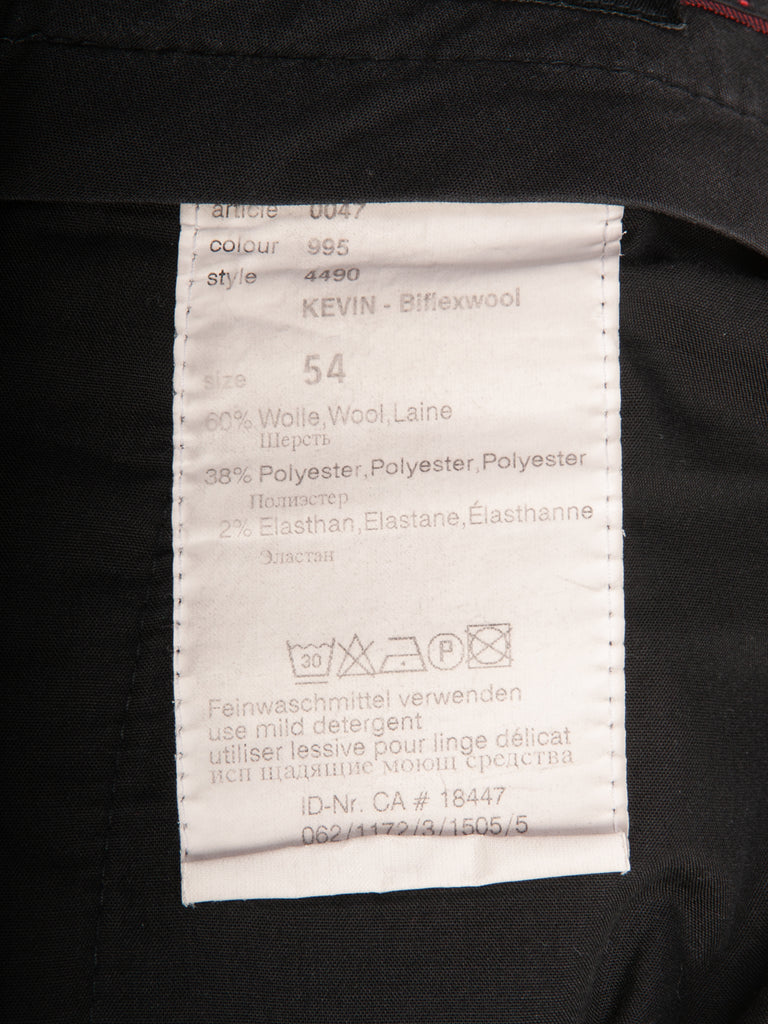 article 0047
colour 995
style 4490
KEVIN - Biflexwool
size 54
60% Wolle,Wool,Laine
Шерсть
38% Polyester,Polyester,Polyester
Полиэстер
2% Elasthan,Elastane,Élasthanne
Эластан
30 P
Feinwaschmittel verwenden
use mild detergent
utiliser lessive pour linge délicat
исп щадящие моющ средства
ID-Nr. CA # 18447
062/1172/3/1505/5